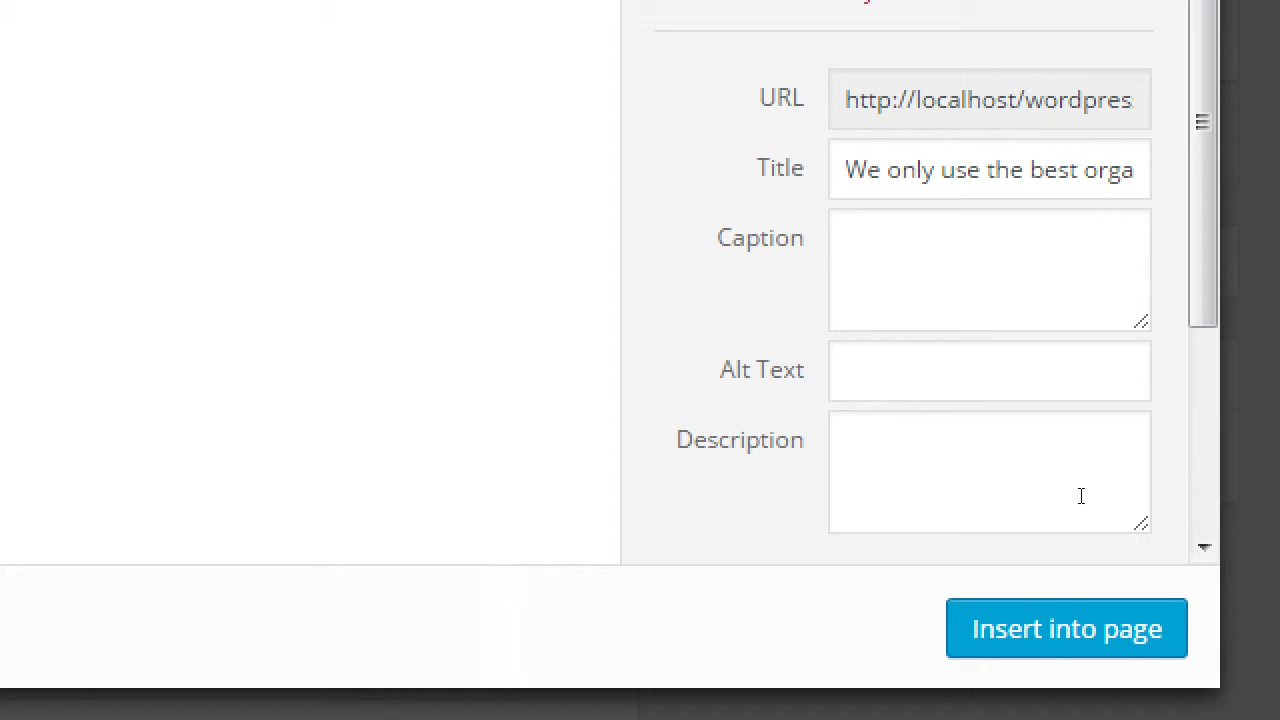 URL
http://localhost/wordpres
Title
We only use the best orga
Caption
Alt Text
Description
Insert into page